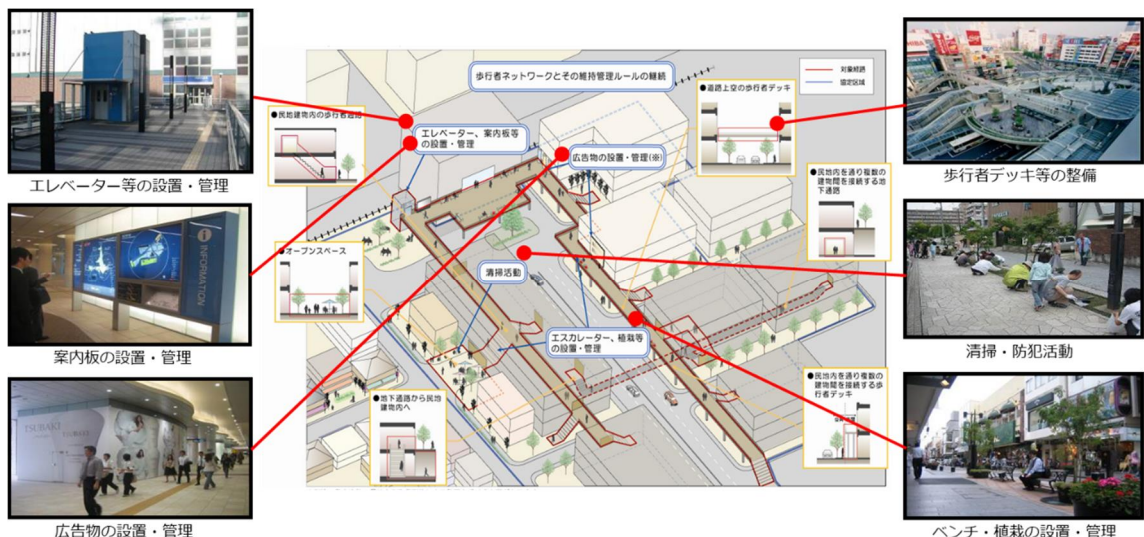 エレベーター等の設置・管理
INFORMATION
案内板の設置・管理
TSUBAKI
広告物の設置・管理
歩行者ネットワークとその維持管理ルールの継続
対象経路
協定区域
●道路上空の歩行者デッキ
●民地建物内の歩行者通路
エレベーター、案内板等
の設置・管理
広告物の設置・管理(※)
●民地内を通り複数の
建物間を接続する地
下通路
●オープンスペース
清掃活動
エスカレーター、植栽等
の設置・管理
●地下通路から民地
建物内へ
●民地内を通り複数の
建物間を接続する歩
行者デッキ
歩行者デッキ等の整備
清掃・防犯活動
ベンチ・植栽の設置・管理